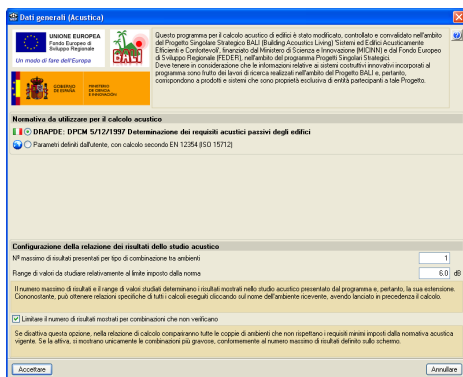 Dati generali (Acustica)
UNIONE EUROPEA
Fondo Europeo di
Sviluppo Regionale
Un modo di fare dell'Europa
BALI
GOBIERNO
DE ESPAÑA
MINISTERIO
DE CIENCIA
E INNOVACIÓN
Questo programma per il calcolo acustico di edifici è stato modificato, controllato e convalidato nell'ambito
del Progetto Singolare Strategico BALI (Building Acoustics Living) 'Sistemi ed Edifici Acusticamente
Efficienti e Confortevoli', finanziato dal Ministero di Scienza e Innovazione (MICINN) e dal Fondo Europeo
di Sviluppo Regionale (FEDER), nell'ambito del programma Progetti Singolari Strategici.
Deve tenere in considerazione che le informazioni relative ai sistemi costruttivi innovativi incorporati al
programma sono frutto dei lavori di ricerca realizzati nell'ambito del Progetto BALI e, pertanto,
corrispondono a prodotti e sistemi che sono proprietà esclusiva di entità partecipanti a tale Progetto.
Normativa da utilizzare per il calcolo acustico
DRAPDE: DPCM 5/12/1997 Determinazione dei requisiti acustici passivi degli edifici
Parametri definiti dall'utente, con calcolo secondo EN 12354 (ISO 15712)
Configurazione della relazione dei risultati dello studio acustico
Nº massimo di risultati presentati per tipo di combinazione tra ambienti 1
Range di valori da studiare relativamente al limite imposto dalla norma 6.0 dB
Il numero massimo di risultati e il range di valori studiati determinano i risultati mostrati nello studio acustico presentato dal programma e, pertanto, la sua estensione.
Ciononostante, può ottenere relazioni specifiche di tutti i calcoli eseguiti cliccando sul nome dell'ambiente ricevente, avendo lanciato in precedenza il calcolo.
Limitare il numero di risultati mostrati per combinazioni che non verificano
Se disattiva questa opzione, nella relazione di calcolo compariranno tutte le coppie di ambienti che non rispettano i requisiti minimi imposti dalla normativa acustica
vigente. Se la attiva, si mostrano unicamente le combinazioni più gravose, conformemente al numero massimo di risultati definito sullo schermo.
Accettare
Annullare